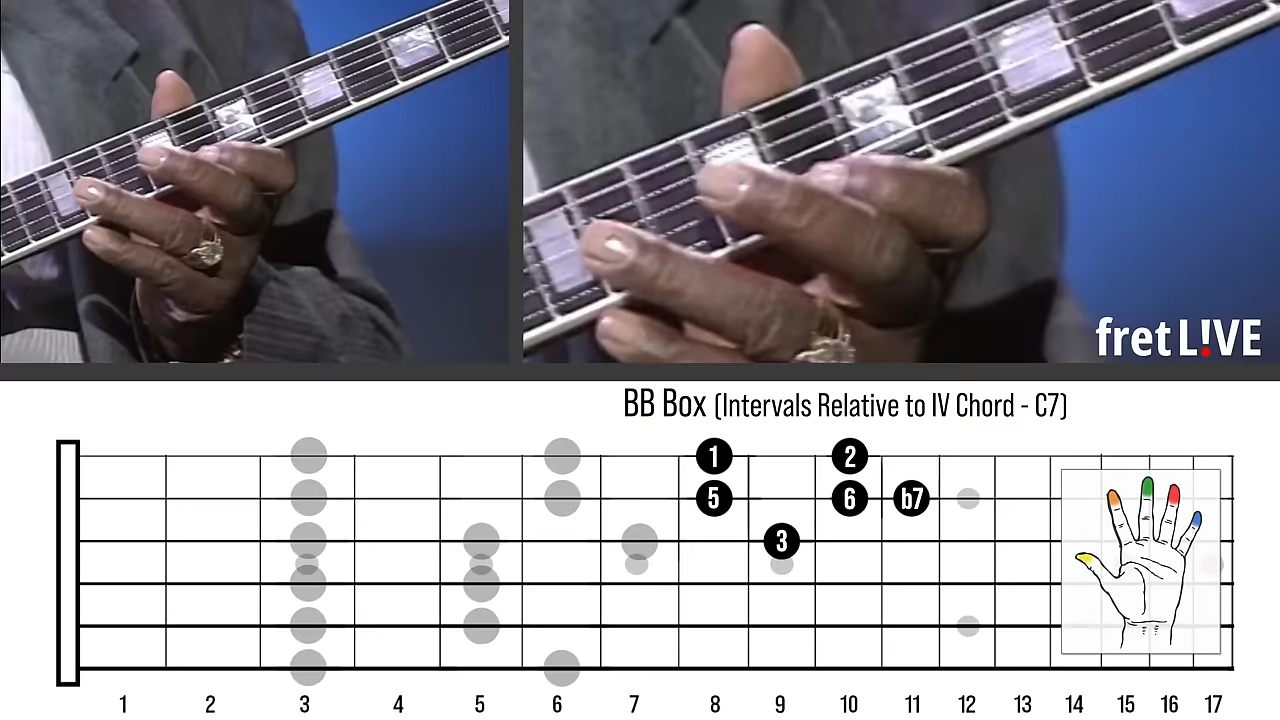 fret L!VE
BB Box (Intervals Relative to IV Chord - C7)
1 2
5 6 b7
3
1 2 3 4 5 6 7 8 9 10 11 12 13 14 15 16 17